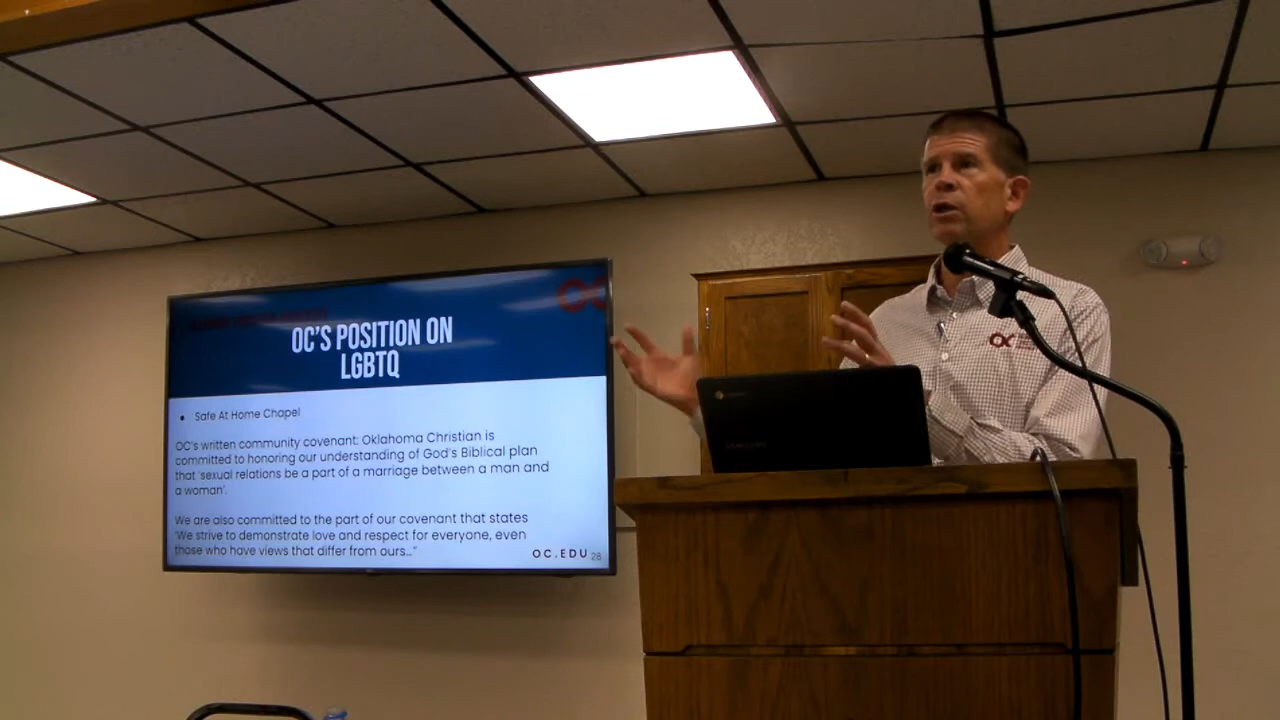 OC'S POSITION ON
LGBTQ
OC
• Safe At Home Chapel
OC's written community covenant: Oklahoma Christian is
committed to honoring our understanding of God's Biblical plan
that 'sexual relations be a part of a marriage between a man and
a woman'.
We are also committed to the part of our covenant that states
'We strive to demonstrate love and respect for everyone, even
those who have views that differ from ours..."
OC.EDU 28
OC
SAMSUNG